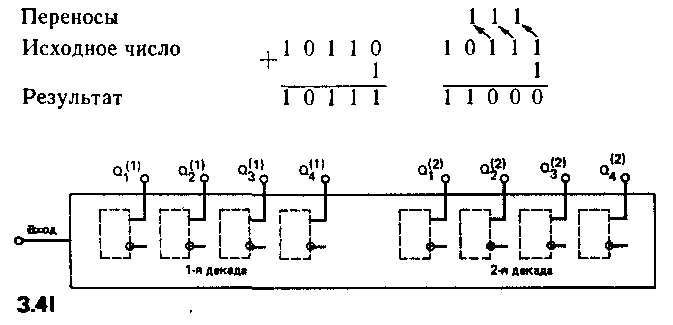 Переносы 1 1 1
Исходное число + 1 0 1 1 0 1 0 1 1 1
1 1
Результат 1 0 1 1 1 1 1 0 0 0
Q₁⁽¹⁾ Q₂⁽¹⁾ Q₃⁽¹⁾ Q₄⁽¹⁾ Q₁⁽²⁾ Q₂⁽²⁾ Q₃⁽²⁾ Q₄⁽²⁾
Вход
1-я декада 2-я декада
3.41